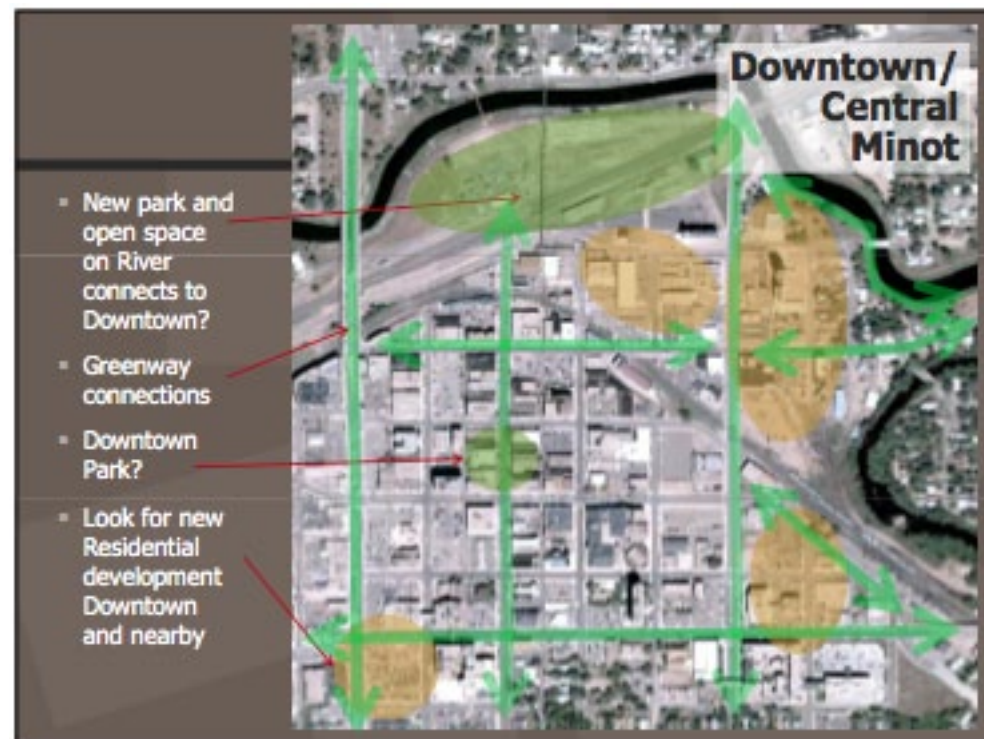 Downtown/
Central
Minot
▪ New park and
open space
on River
connects to
Downtown?
▪ Greenway
connections
▪ Downtown
Park?
▪ Look for new
Residential
development
Downtown
and nearby